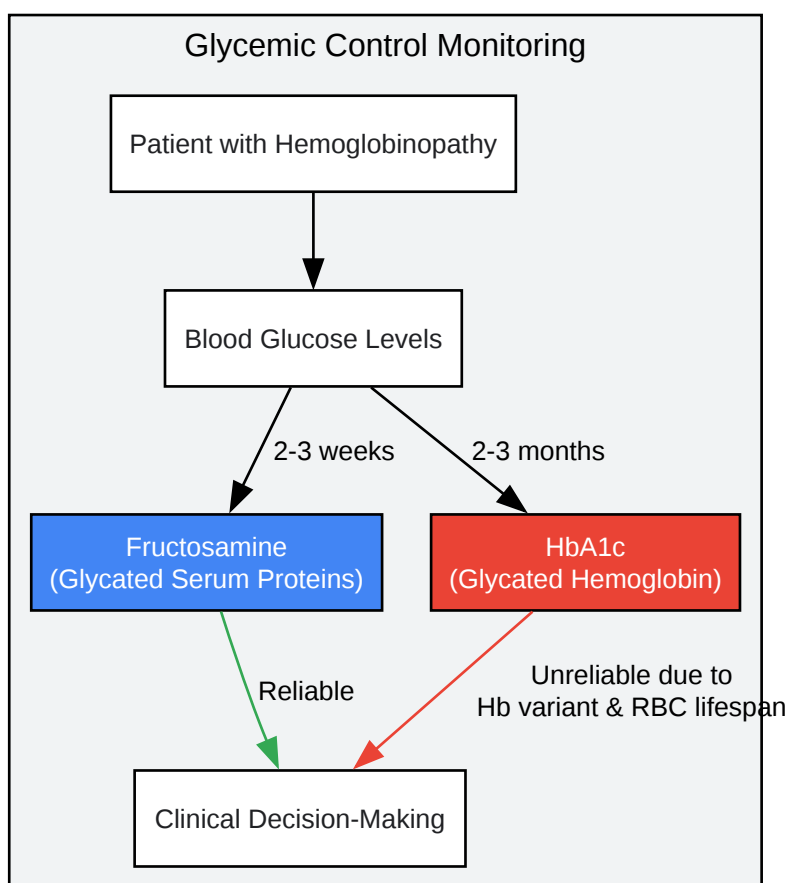 Glycemic Control Monitoring
Patient with Hemoglobinopathy
Blood Glucose Levels
2-3 weeks
2-3 months
Fructosamine
(Glycated Serum Proteins)
HbA1c
(Glycated Hemoglobin)
Reliable
Unreliable due to
Hb variant & RBC lifespan
Clinical Decision-Making